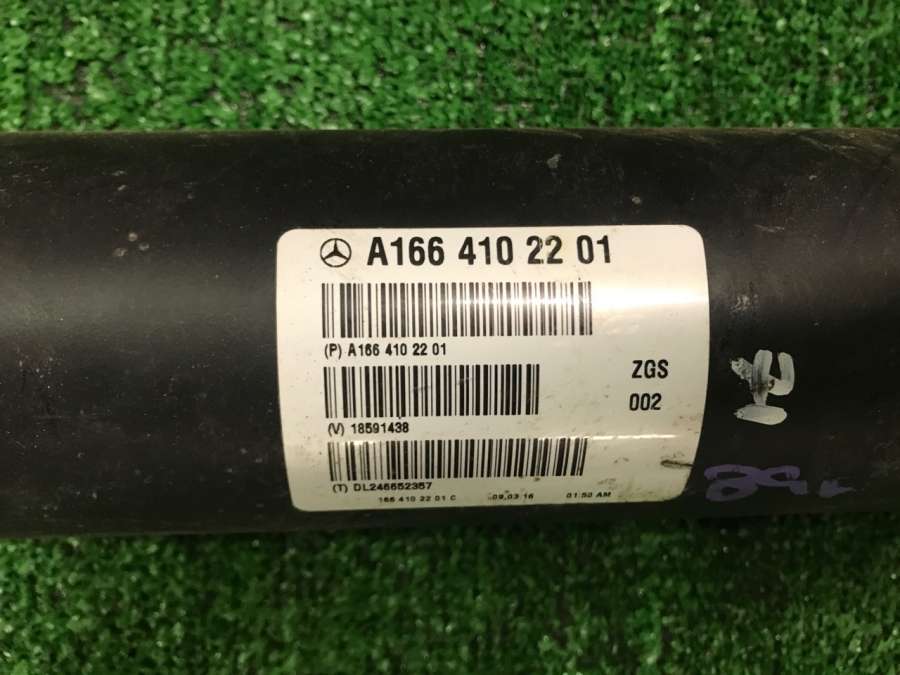 A166 410 22 01
(P) A166 410 22 01
ZGS
002
(V) 18591438
(T) DL246652357
166 410 22 01 C 09.03.16 01:50 AM